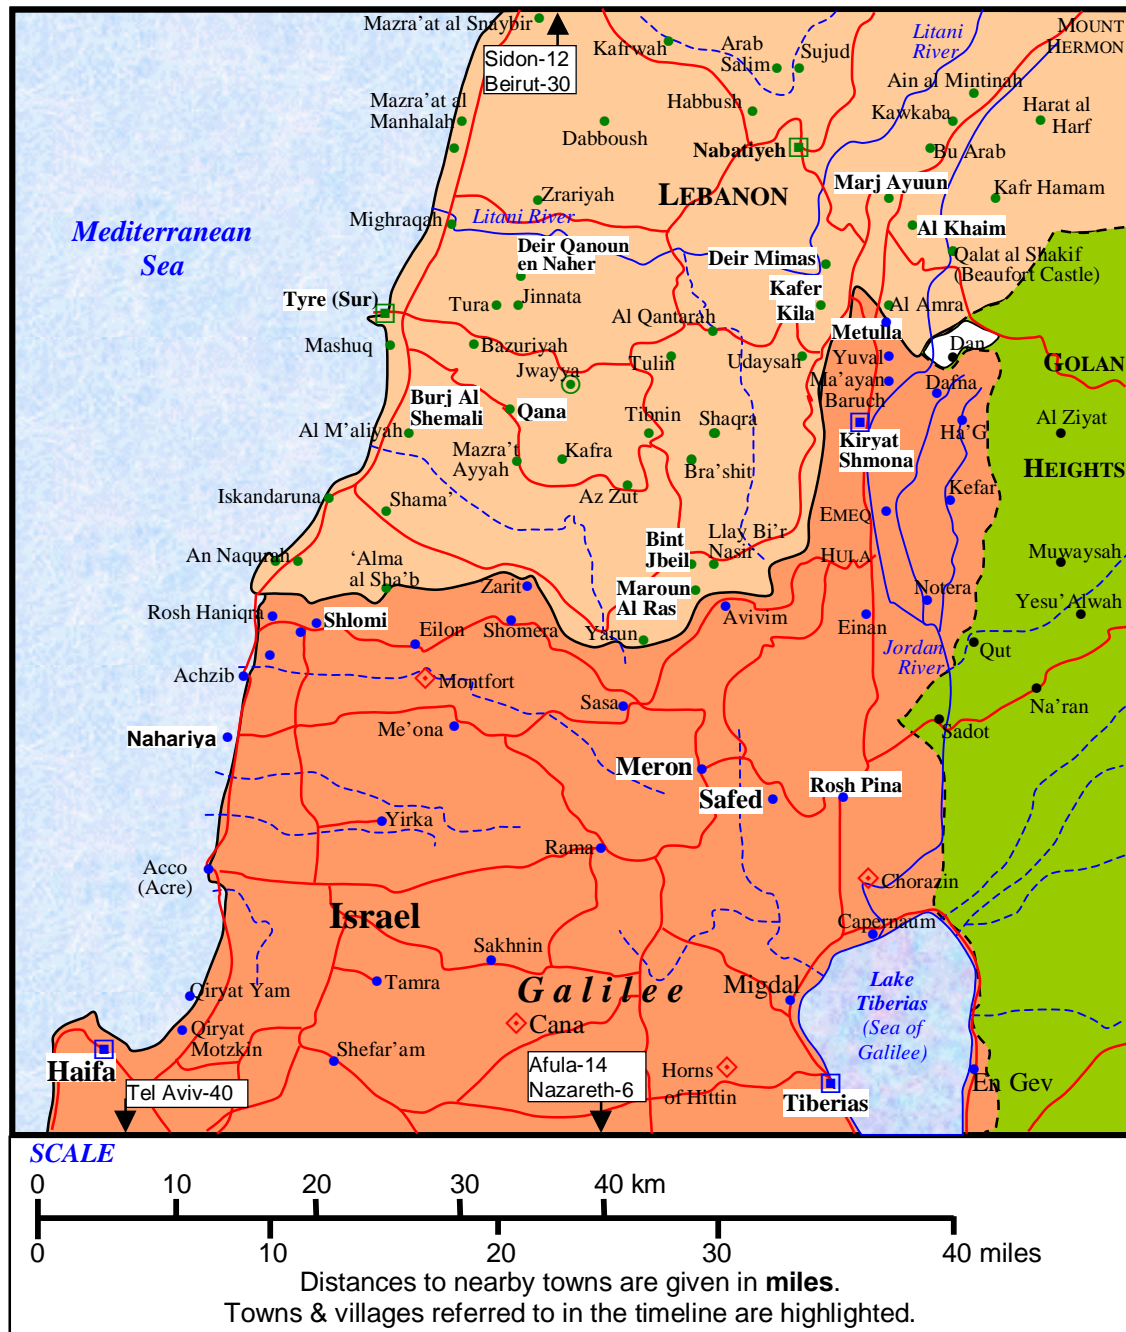 Mazra'at al Snaybir
Sidon-12
Beirut-30
Kafrwah
Arab
Salim
Sujud
Litani
River
MOUNT
HERMON
Ain al Mintinah
Mazra'at al
Manhalah
Dabboush
Habbush
Kawkaba
Harat al
Harf
Nabatiyeh
Bu Arab
Zrariyah
LEBANON
Marj Ayuun
Kafr Hamam
Mighraqah
Litani River
Al Khaim
Mediterranean
Sea
Deir Qanoun
en Naher
Deir Mimas
Qalat al Shakif
(Beaufort Castle)
Tyre (Sur)
Tura
Jinnata
Al Qantarah
Kafer
Kila
Al Amra
Metulla
Mashuq
Bazuriyah
Jwayya
Tulin
Udaysah
Yuval
Dan
GOLAN
Ma'ayan
Baruch
Dafna
Burj Al
Shemali
Qana
Al M'aliyah
Tibnin
Shaqra
Kiryat
Shmona
Ha'G
Al Ziyat
Mazra't
Ayyah
Kafra
Bra'shit
HEIGHTS
Iskandaruna
Shama'
Az Zut
Kefar
EMEQ
HULA
An Naqurah
'Alma
al Sha'b
Bint
Jbeil
Llay Bi'r
Nasir
Muwaysah
Zarit
Maroun
Al Ras
Notera
Yesu'Alwah
Rosh Haniqra
Shlomi
Eilon
Shomera
Yarun
Avivim
Einan
Jordan
River
Qut
Achzib
Montfort
Sasa
Na'ran
Nahariya
Me'ona
Sadot
Meron
Safed
Rosh Pina
Yirka
Rama
Acco
(Acre)
Chorazin
Israel
Capernaum
Sakhnin
Tamra
Galilee
Migdal
Lake
Tiberias
(Sea of
Galilee)
Qiryat Yam
Qiryat
Motzkin
Cana
Haifa
Shefar'am
Afula-14
Nazareth-6
Horns
of Hittin
Tiberias
En Gev
Tel Aviv-40
SCALE
0 10 20 30 40 km
0 10 20 30 40 miles
Distances to nearby towns are given in miles.
Towns & villages referred to in the timeline are highlighted.